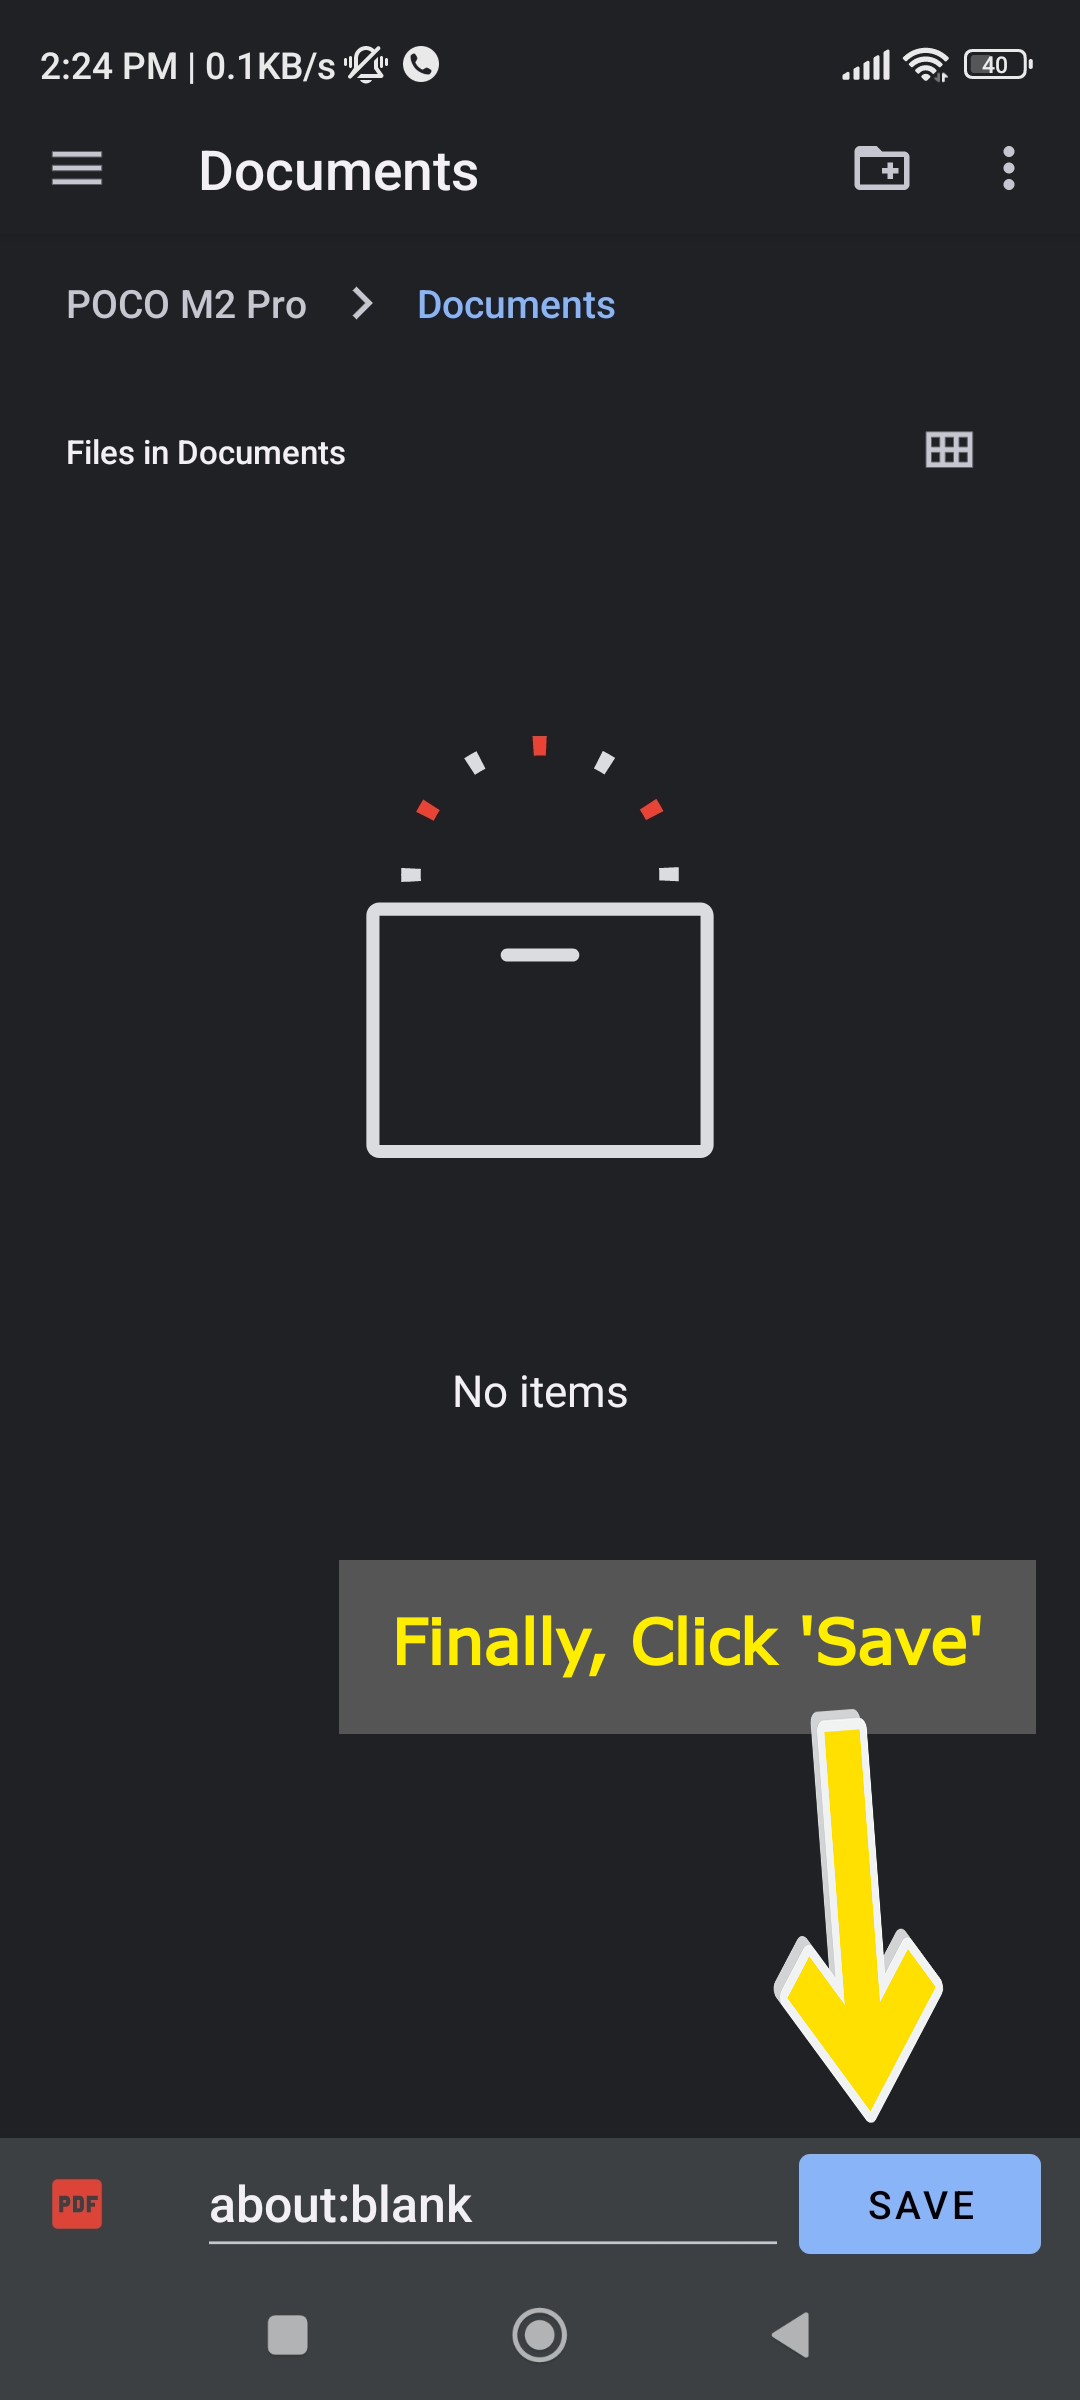 2:24 PM | 0.1KB/s 40
Documents
POCO M2 Pro > Documents
Files in Documents
No items
Finally, Click 'Save'
PDF about:blank SAVE